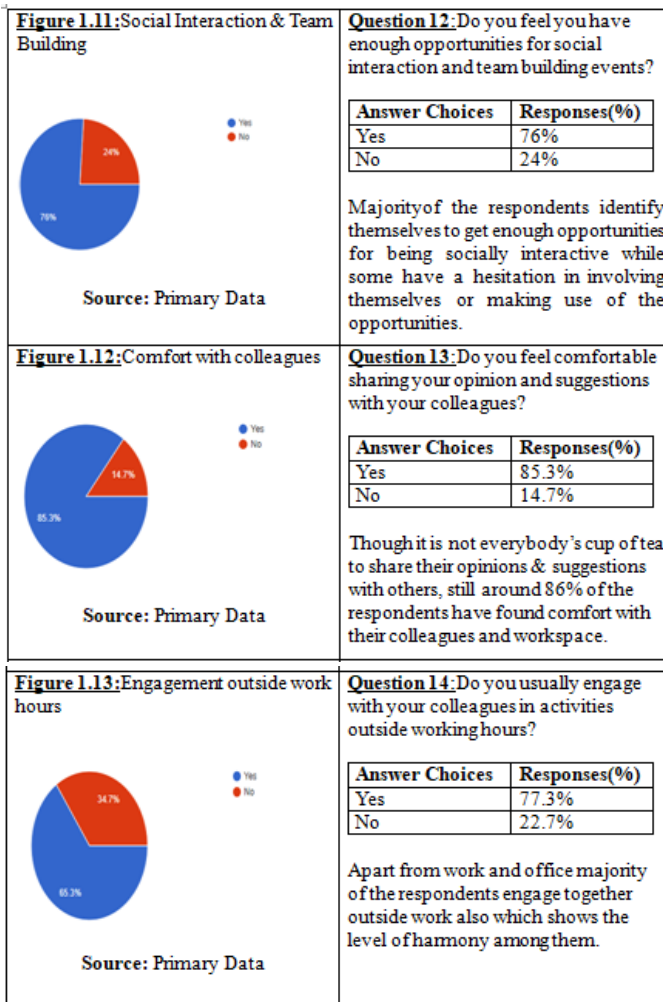 Figure 1.11:Social Interaction & Team
Building
Yes
No
24%
76%
Source: Primary Data
Question 12:Do you feel you have
enough opportunities for social
interaction and team building events?
Answer Choices Responses(%)
Yes 76%
No 24%
Majorityof the respondents identify
themselves to get enough opportunities
for being socially interactive while
some have a hesitation in involving
themselves or making use of the
opportunities.
Figure 1.12:Comfort with colleagues
Yes
No
14.7%
85.3%
Source: Primary Data
Question 13:Do you feel comfortable
sharing your opinion and suggestions
with your colleagues?
Answer Choices Responses(%)
Yes 85.3%
No 14.7%
Though it is not everybody's cup of tea
to share their opinions & suggestions
with others, still around 86% of the
respondents have found comfort with
their colleagues and workspace.
Figure 1.13:Engagement outside work
hours
Yes
No
34.7%
65.3%
Source: Primary Data
Question 14:Do you usually engage
with your colleagues in activities
outside working hours?
Answer Choices Responses(%)
Yes 77.3%
No 22.7%
Apart from work and office majority
of the respondents engage together
outside work also which shows the
level of harmony among them.